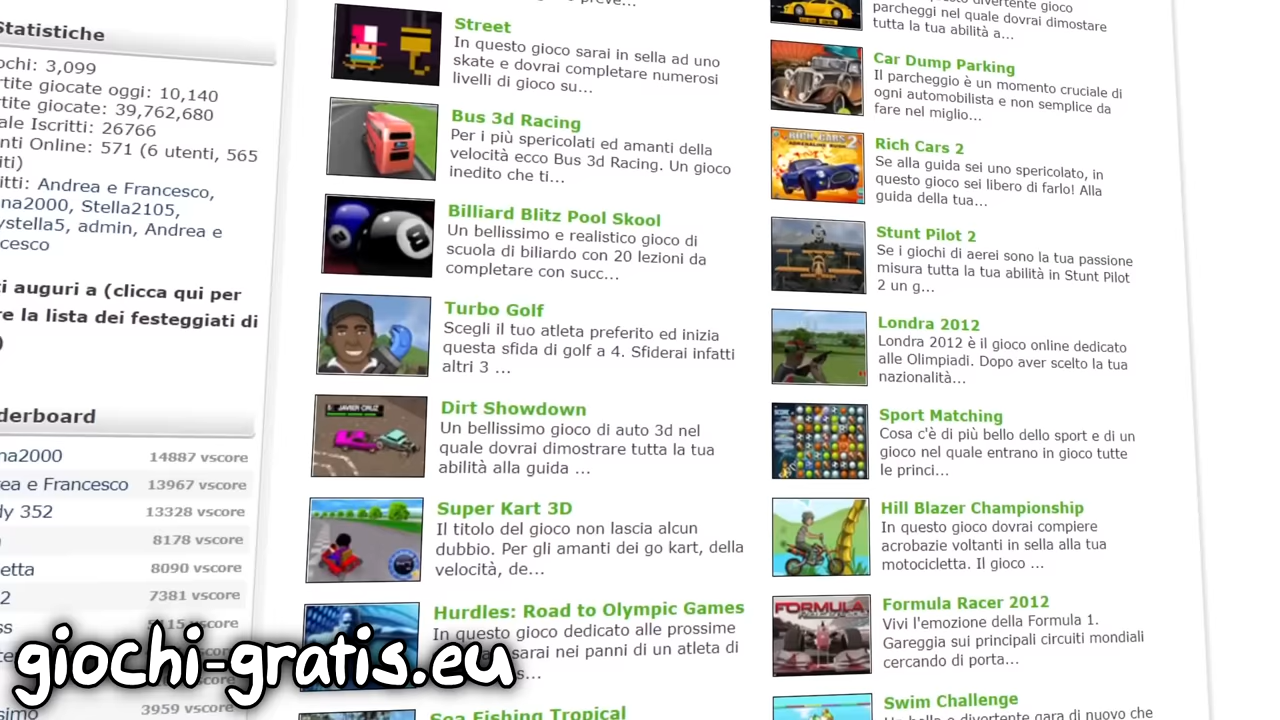 Statistiche
ochi: 3,099
rtite giocate oggi: 10,140
rtite giocate: 39,762,680
ale Iscritti: 26766
nti Online: 571 (6 utenti, 565
iti)
itti: Andrea e Francesco,
na2000, Stella2105,
ystella5, admin, Andrea e
ncesco
i auguri a (clicca qui per
re la lista dei festeggiati di
)
derboard
na2000 14887 vscore
rea e Francesco 13967 vscore
dy 352 13328 vscore
8178 vscore
etta 8090 vscore
2 7381 vscore
ss
simo 3959 vscore
Street
In questo gioco sarai in sella ad uno
skate e dovrai completare numerosi
livelli di gioco su...
Bus 3d Racing
Per i più spericolati ed amanti della
velocità ecco Bus 3d Racing. Un gioco
inedito che ti...
Billiard Blitz Pool Skool
Un bellissimo e realistico gioco di
scuola di biliardo con 20 lezioni da
completare con succ...
Turbo Golf
Scegli il tuo atleta preferito ed inizia
questa sfida di golf a 4. Sfiderai infatti
altri 3 ...
JAVIER CRUZ
Dirt Showdown
Un bellissimo gioco di auto 3d nel
quale dovrai dimostrare tutta la tua
abilità alla guida ...
Super Kart 3D
Il titolo del gioco non lascia alcun
dubbio. Per gli amanti dei go kart, della
velocità, de...
Hurdles: Road to Olympic Games
In questo gioco dedicato alle prossime
sarai nei panni di un atleta di
s...
Sea Fishing Tropical
divertente gioco
parcheggi nel quale dovrai dimostrare
tutta la tua abilità a...
Car Dump Parking
Il parcheggio è un momento cruciale di
ogni automobilista e non semplice da
fare nel miglio...
RICH CARS 2
Rich Cars 2
Se alla guida sei uno spericolato, in
questo gioco sei libero di farlo! Alla
guida della tua...
Stunt Pilot 2
Se i giochi di aerei sono la tua passione
misura tutta la tua abilità in Stunt Pilot
2 un g...
Londra 2012
Londra 2012 è il gioco online dedicato
alle Olimpiadi. Dopo aver scelto la tua
nazionalità...
Sport Matching
Cosa c'è di più bello dello sport e di un
gioco nel quale entrano in gioco tutte
le princi...
Hill Blazer Championship
In questo gioco dovrai compiere
acrobazie voltanti in sella alla tua
motocicletta. Il gioco ...
FORMULA
Formula Racer 2012
Vivi l'emozione della Formula 1.
Gareggia sui principali circuiti mondiali
cercando di porta...
Swim Challenge
giochi-gratis.eu